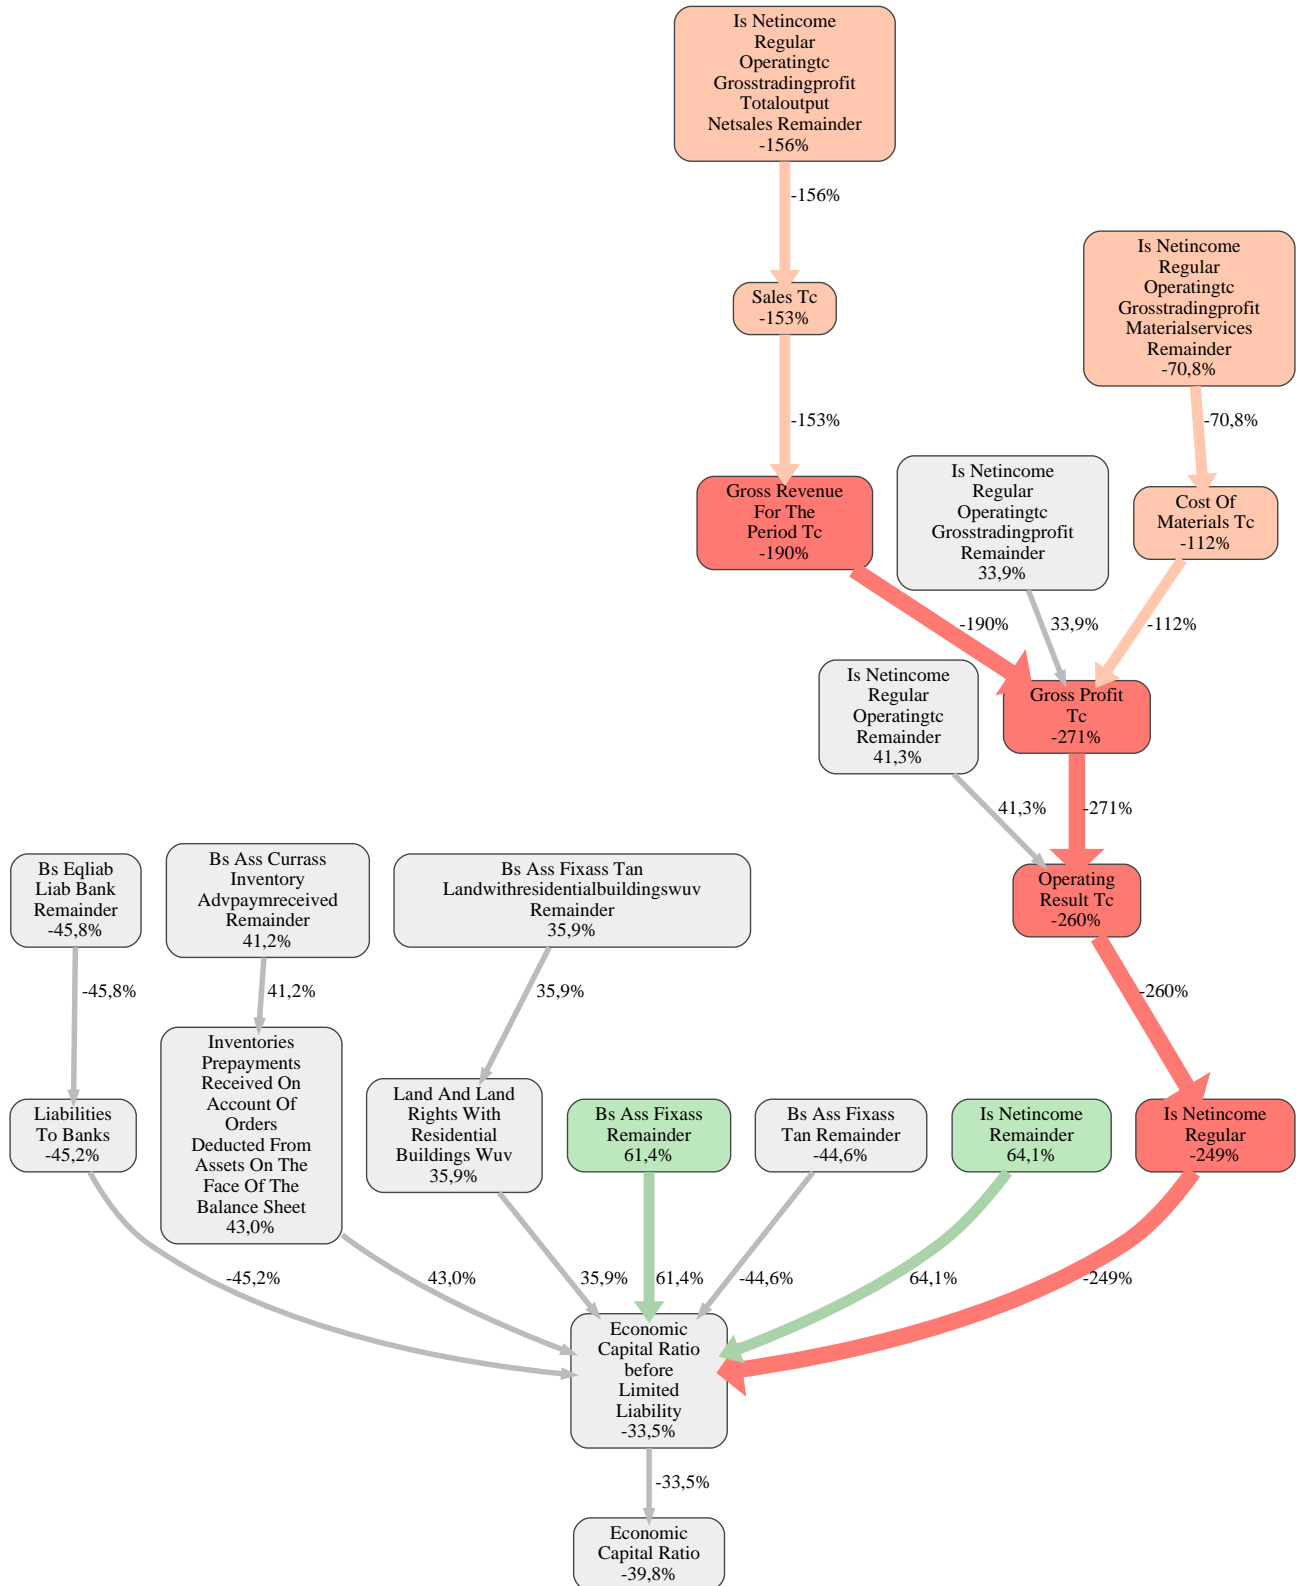 Is Netincome
Regular
Operatingtc
Grosstradingprofit
Totaloutput
Netsales Remainder
-156%
-156%
Is Netincome
Regular
Operatingtc
Grosstradingprofit
Materialservices
Remainder
-70,8%
Sales Tc
-153%
-153%
-70,8%
Gross Revenue
For The
Period Tc
-190%
Is Netincome
Regular
Operatingtc
Grosstradingprofit
Remainder
33,9%
Cost Of
Materials Tc
-112%
-190%
33,9%
-112%
Is Netincome
Regular
Operatingtc
Remainder
41,3%
Gross Profit
Tc
-271%
41,3%
-271%
Bs Eqliab
Liab Bank
Remainder
-45,8%
Bs Ass Currass
Inventory
Advpaymreceived
Remainder
41,2%
Bs Ass Fixass Tan
Landwithresidentialbuildingswuv
Remainder
35,9%
Operating
Result Tc
-260%
-45,8%
41,2%
35,9%
-260%
Liabilities
To Banks
-45,2%
Inventories
Prepayments
Received On
Account Of
Orders
Deducted From
Assets On The
Face Of The
Balance Sheet
43,0%
Land And Land
Rights With
Residential
Buildings Wuv
35,9%
Bs Ass Fixass
Remainder
61,4%
Bs Ass Fixass
Tan Remainder
-44,6%
Is Netincome
Remainder
64,1%
Is Netincome
Regular
-249%
-45,2%
43,0%
35,9%
61,4%
-44,6%
64,1%
-249%
Economic
Capital Ratio
before
Limited
Liability
-33,5%
-33,5%
Economic
Capital Ratio
-39,8%